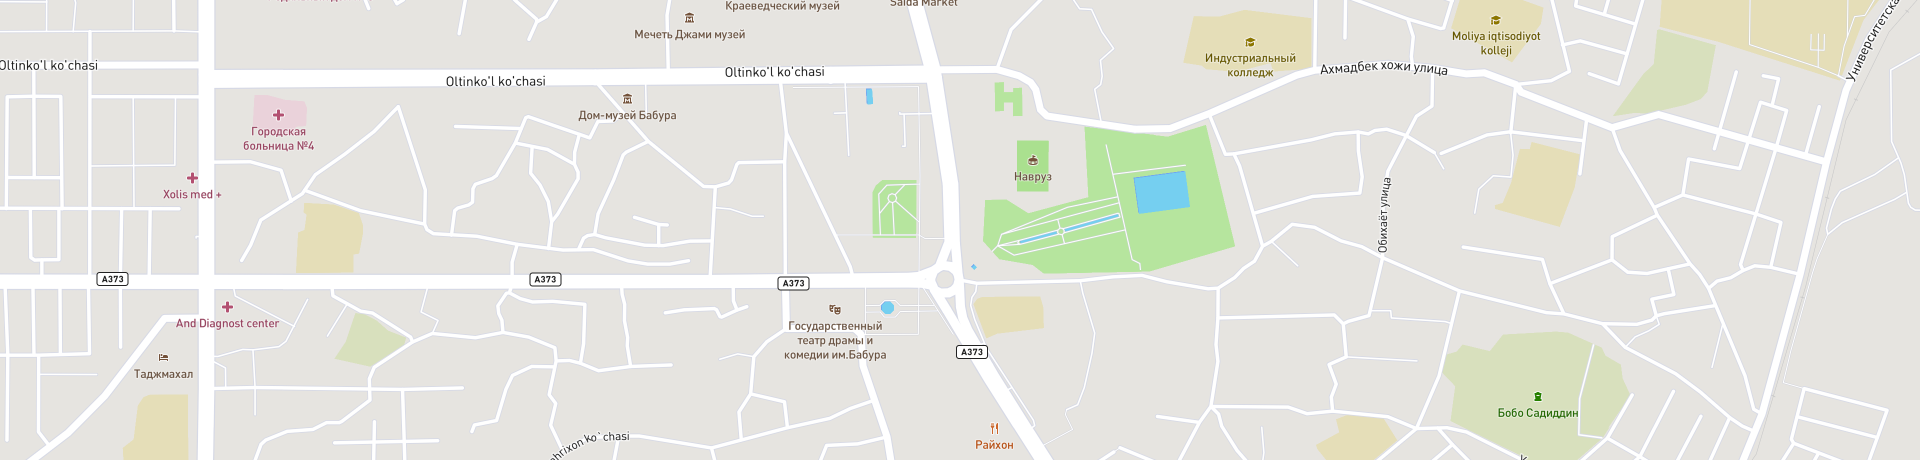 Краеведческий музей
Saida Market
Мечеть Джами музей
Moliya iqtisodiyot
kolleji
Индустриальный
колледж
Oltinko'l ko'chasi
Oltinko'l ko'chasi
Oltinko'l ko'chasi
Ахмадбек хожи улица
Дом-музей Бабура
Городская
больница №4
Навруз
Xolis med +
Обихаёт улица
A373
A373
A373
And Diagnost center
Государственный
театр драмы и
комедии им.Бабура
A373
Таджмахал
Бобо Садиддин
Райхон